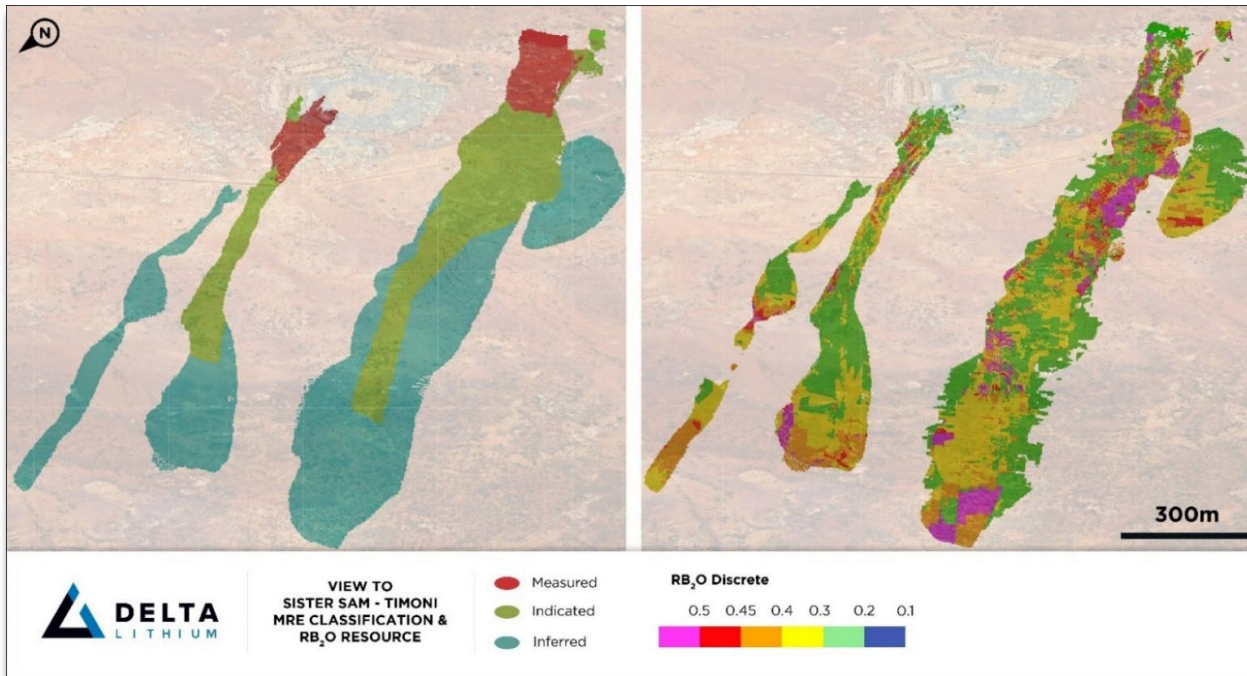 N
300m
DELTA
LITHIUM
VIEW TO
SISTER SAM - TIMONI
MRE CLASSIFICATION &
RB₂O RESOURCE
Measured
Indicated
Inferred
RB₂O Discrete
0.5 0.45 0.4 0.3 0.2 0.1